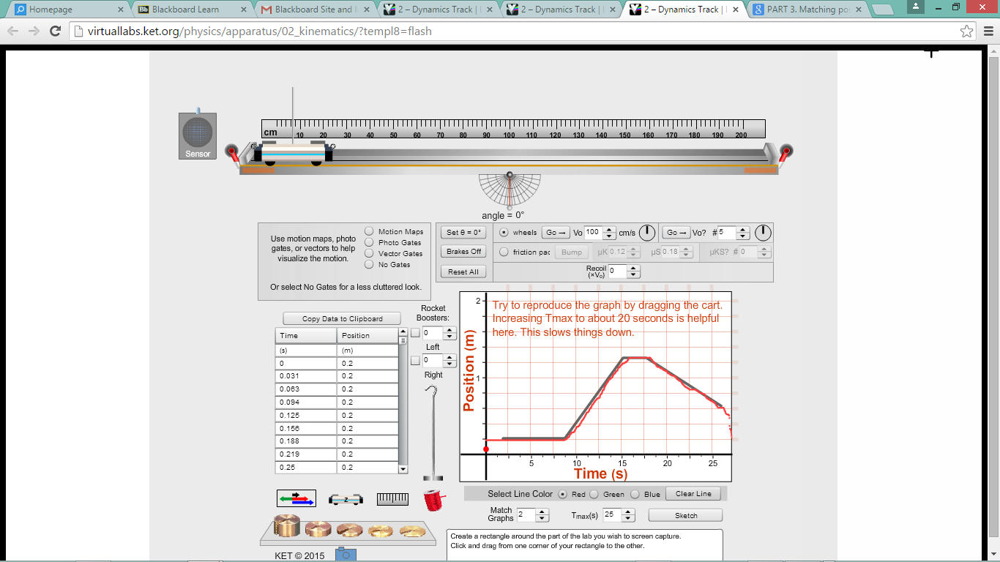 Homepage
Blackboard Learn
Blackboard Site and
2 – Dynamics Track |
2 – Dynamics Track |
2 – Dynamics Track |
PART 3. Matching po
virtuallabs.ket.org/physics/apparatus/02_kinematics/?templ8=flash
Sensor
cm 10 20 30 40 50 60 70 80 90 100 110 120 130 140 150 160 170 180 190 200
angle = 0°
Use motion maps, photo
gates, or vectors to help
visualize the motion.
Motion Maps
Photo Gates
Vector Gates
No Gates
Or select No Gates for a less cluttered look.
Set θ = 0° wheels Go → Vo 100 cm/s Go → Vo? # 5
Brakes Off friction pac Bump µK 0.12 µS 0.18 µKS? # 0
Reset All Recoil 0
(×Vo)
Copy Data to Clipboard
Time Position
(s) (m)
0 0.2
0.031 0.2
0.063 0.2
0.094 0.2
0.125 0.2
0.156 0.2
0.188 0.2
0.219 0.2
0.25 0.2
Rocket
Boosters:
0
Left
0
Right
Try to reproduce the graph by dragging the cart.
Increasing Tmax to about 20 seconds is helpful
here. This slows things down.
Position (m)
2
1
5 10 15 20 25
Time (s)
Select Line Color Red Green Blue Clear Line
Match
Graphs 2 Tmax(s) 25 Sketch
z
Create a rectangle around the part of the lab you wish to screen capture.
Click and drag from one corner of your rectangle to the other.
KET © 2015